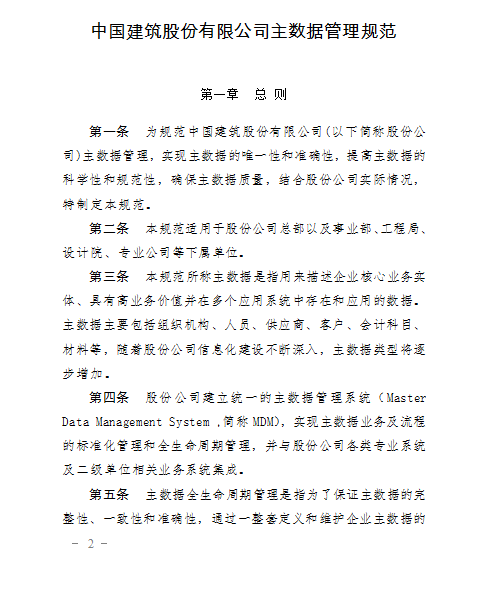 中国建筑股份有限公司主数据管理规范
第一章 总 则
第一条 为规范中国建筑股份有限公司(以下简称股份公
司)主数据管理，实现主数据的唯一性和准确性，提高主数据的
科学性和规范性，确保主数据质量，结合股份公司实际情况，
特制定本规范。
第二条 本规范适用于股份公司总部以及事业部、工程局、
设计院、专业公司等下属单位。
第三条 本规范所称主数据是指用来描述企业核心业务实
体、具有高业务价值并在多个应用系统中存在和应用的数据。
主数据主要包括组织机构、人员、供应商、客户、会计科目、
材料等，随着股份公司信息化建设不断深入，主数据类型将逐
步增加。
第四条 股份公司建立统一的主数据管理系统（Master
Data Management System ,简称 MDM)，实现主数据业务及流程
的标准化管理和全生命周期管理，并与股份公司各类专业系统
及二级单位相关业务系统集成。
第五条 主数据全生命周期管理是指为了保证主数据的完
整性、一致性和准确性，通过一整套定义和维护企业主数据的
－ 2 －